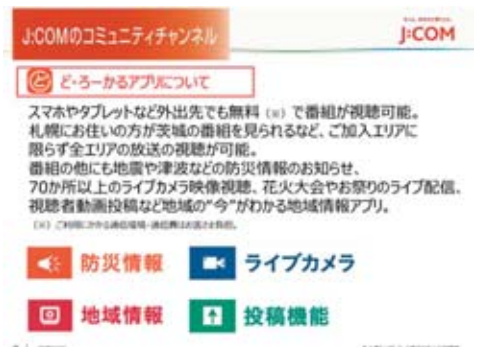 J:COMのコミュニティチャンネル
J:COM
ど・ろーかるアプリについて
スマホやタブレットなど外出先でも無料（※）で番組が視聴可能。
札幌にお住いの方が茨城の番組を見られるなど、ご加入エリアに
限らず全エリアの放送の視聴が可能。
番組の他にも地震や津波などの防災情報のお知らせ、
70か所以上のライブカメラ映像視聴、花火大会やお祭りのライブ配信、
視聴者動画投稿など地域の“今”がわかる地域情報アプリ。
防災情報
ライブカメラ
地域情報
投稿機能